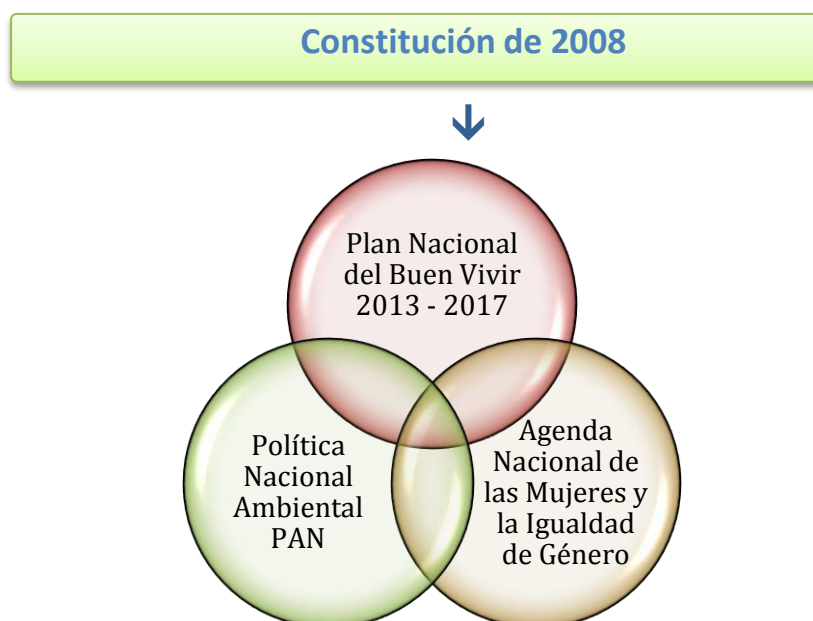 Constitución de 2008
Plan Nacional
del Buen Vivir
2013 - 2017
Política
Nacional
Ambiental
PAN
Agenda
Nacional de
las Mujeres y
la Igualdad
de Género